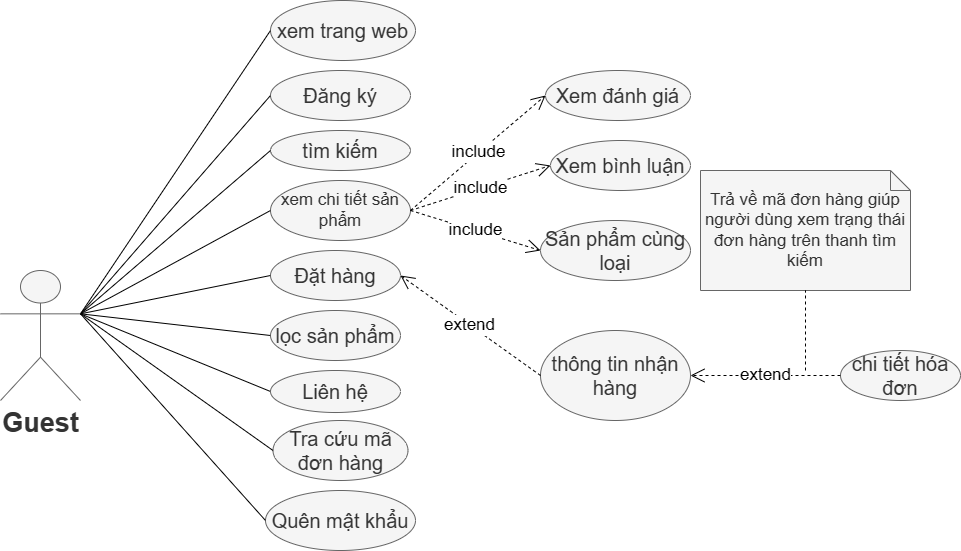 xem trang web
Đăng ký
tìm kiếm
xem chi tiết sản
phẩm
Đặt hàng
lọc sản phẩm
Liên hệ
Tra cứu mã
đơn hàng
Quên mật khẩu
Guest
include
include
include
extend
Xem đánh giá
Xem bình luận
Sản phẩm cùng
loại
thông tin nhận
hàng
extend
Trả về mã đơn hàng giúp
người dùng xem trạng thái
đơn hàng trên thanh tìm
kiếm
chi tiết hóa
đơn